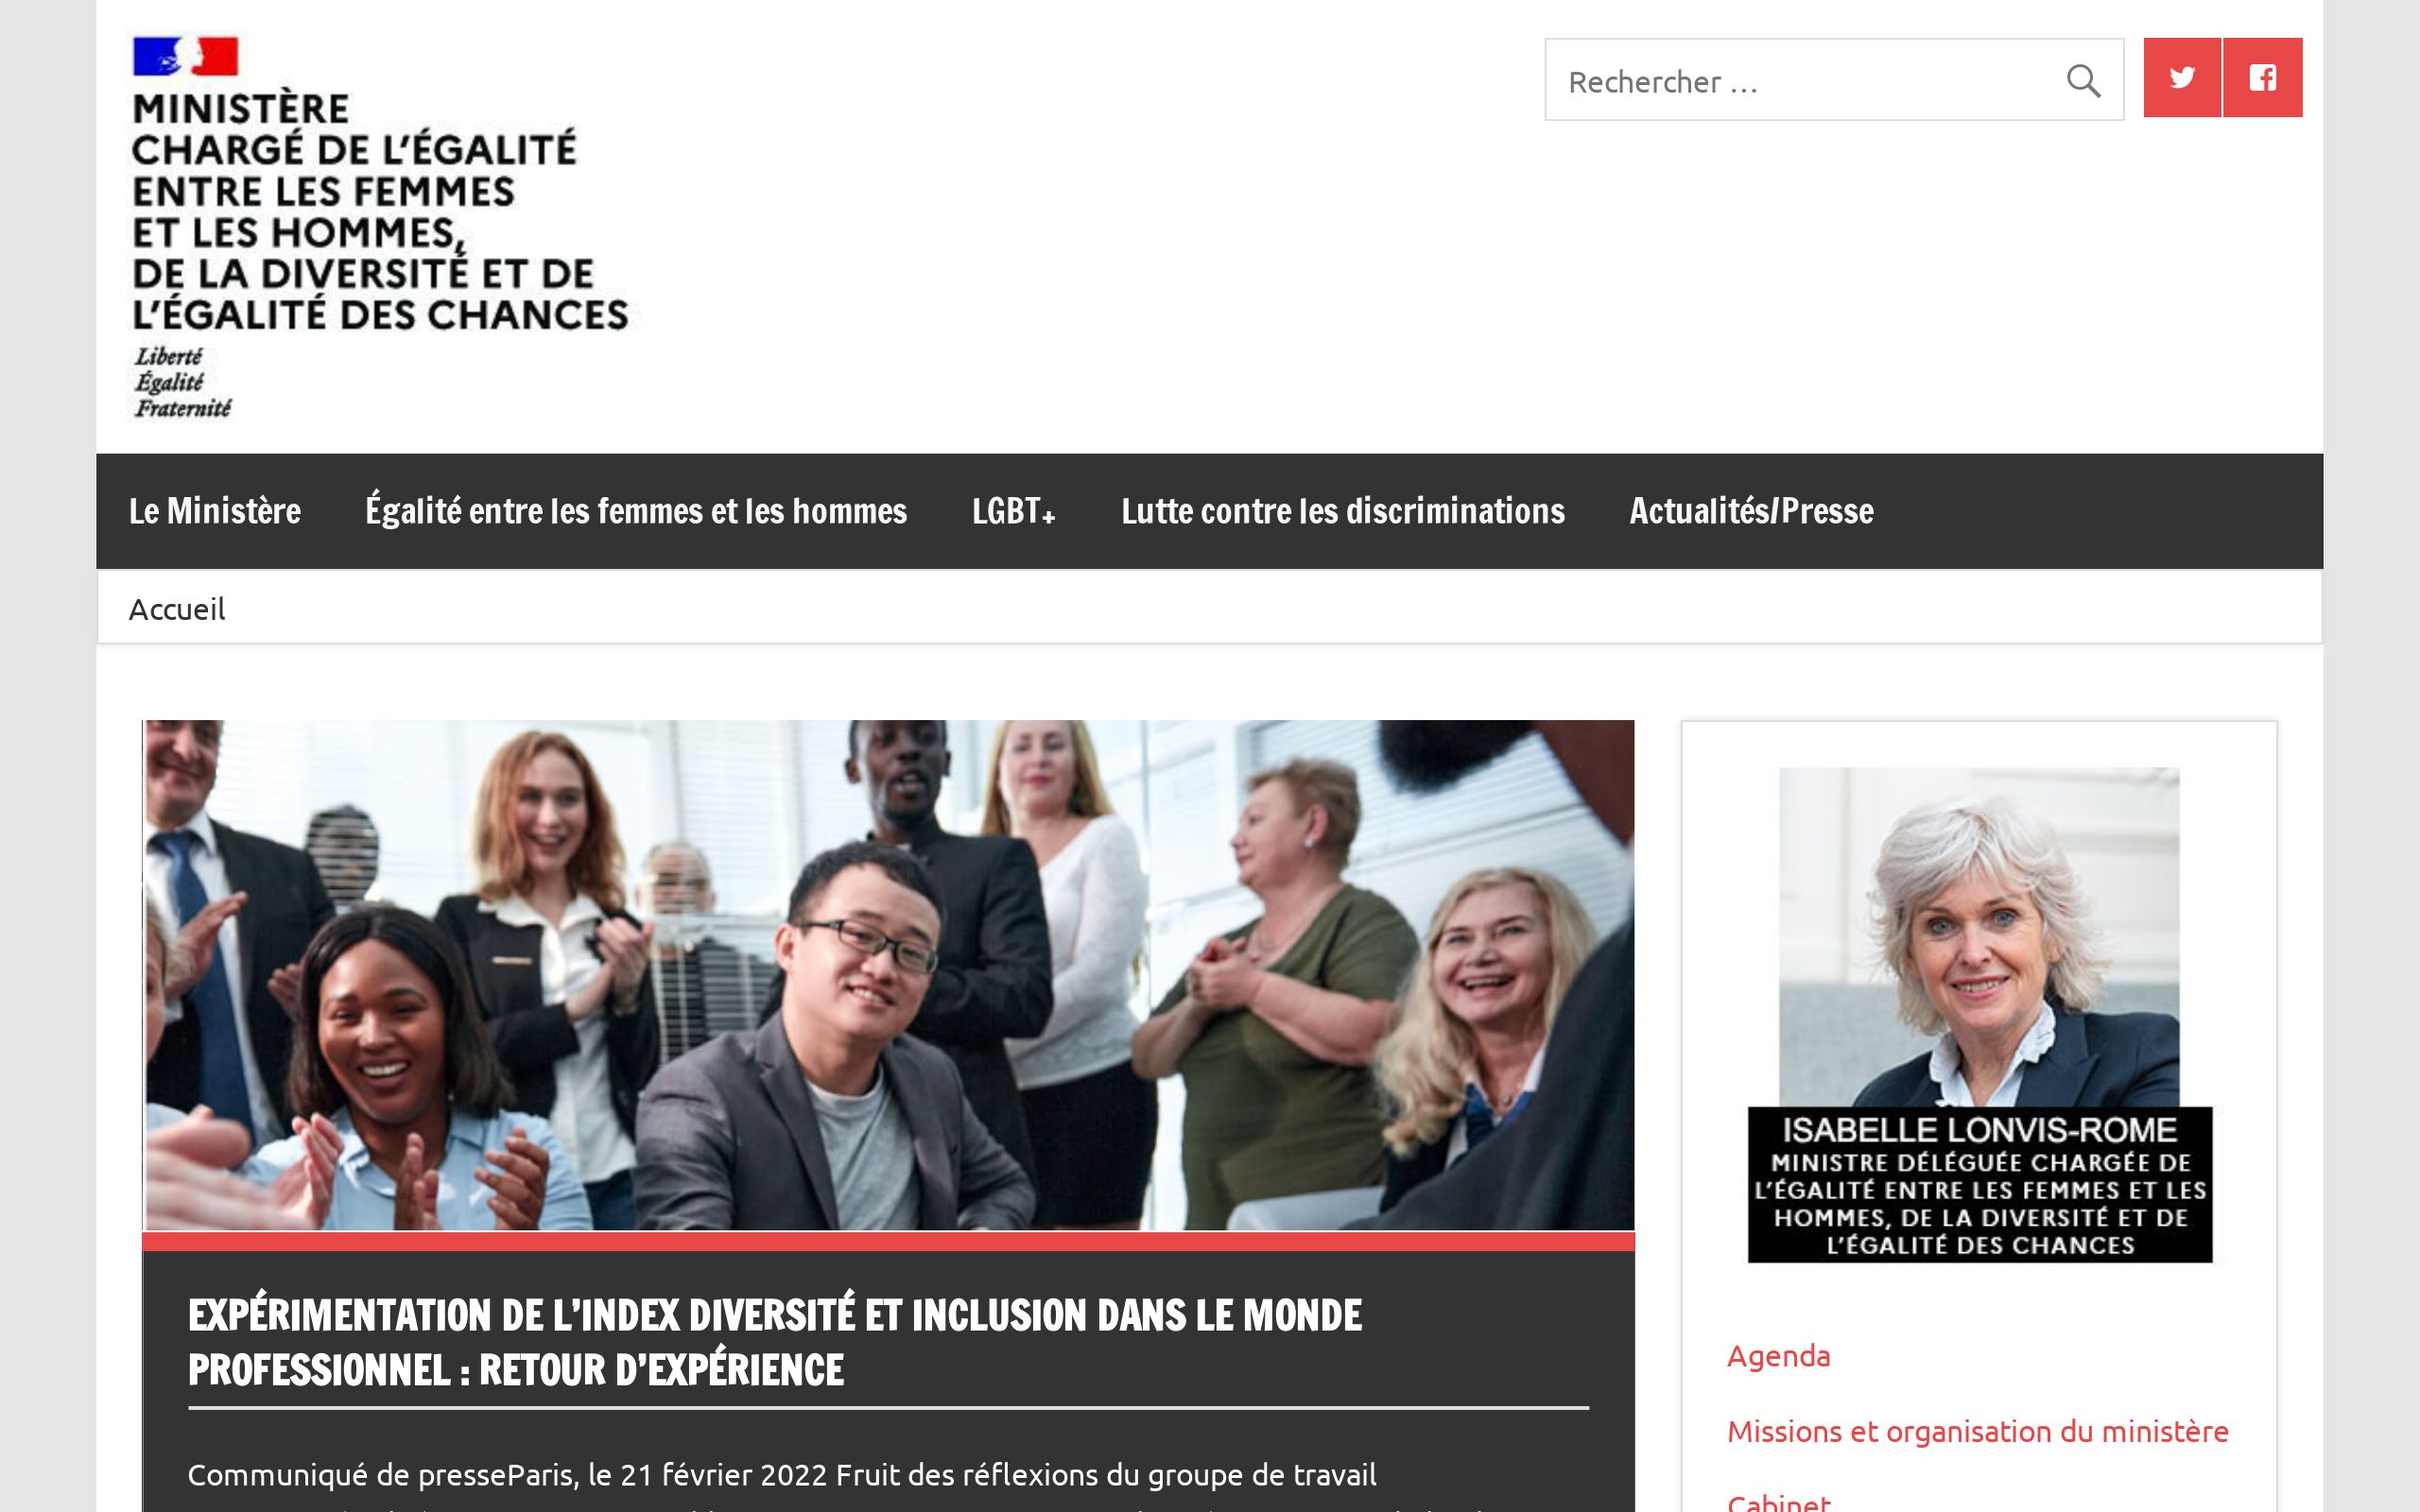 MINISTÈRE
CHARGÉ DE L’ÉGALITÉ
ENTRE LES FEMMES
ET LES HOMMES,
DE LA DIVERSITÉ ET DE
L’ÉGALITÉ DES CHANCES
Liberté
Égalité
Fraternité
Rechercher …
Le Ministère
Égalité entre les femmes et les hommes
LGBT+
Lutte contre les discriminations
Actualités/Presse
Accueil
EXPÉRIMENTATION DE L’INDEX DIVERSITÉ ET INCLUSION DANS LE MONDE
PROFESSIONNEL : RETOUR D’EXPÉRIENCE
Communiqué de presseParis, le 21 février 2022 Fruit des réflexions du groupe de travail
ISABELLE LONVIS-ROME
MINISTRE DÉLÉGUÉE CHARGÉE DE
L’ÉGALITÉ ENTRE LES FEMMES ET LES
HOMMES, DE LA DIVERSITÉ ET DE
L’ÉGALITÉ DES CHANCES
Agenda
Missions et organisation du ministère
Cabinet